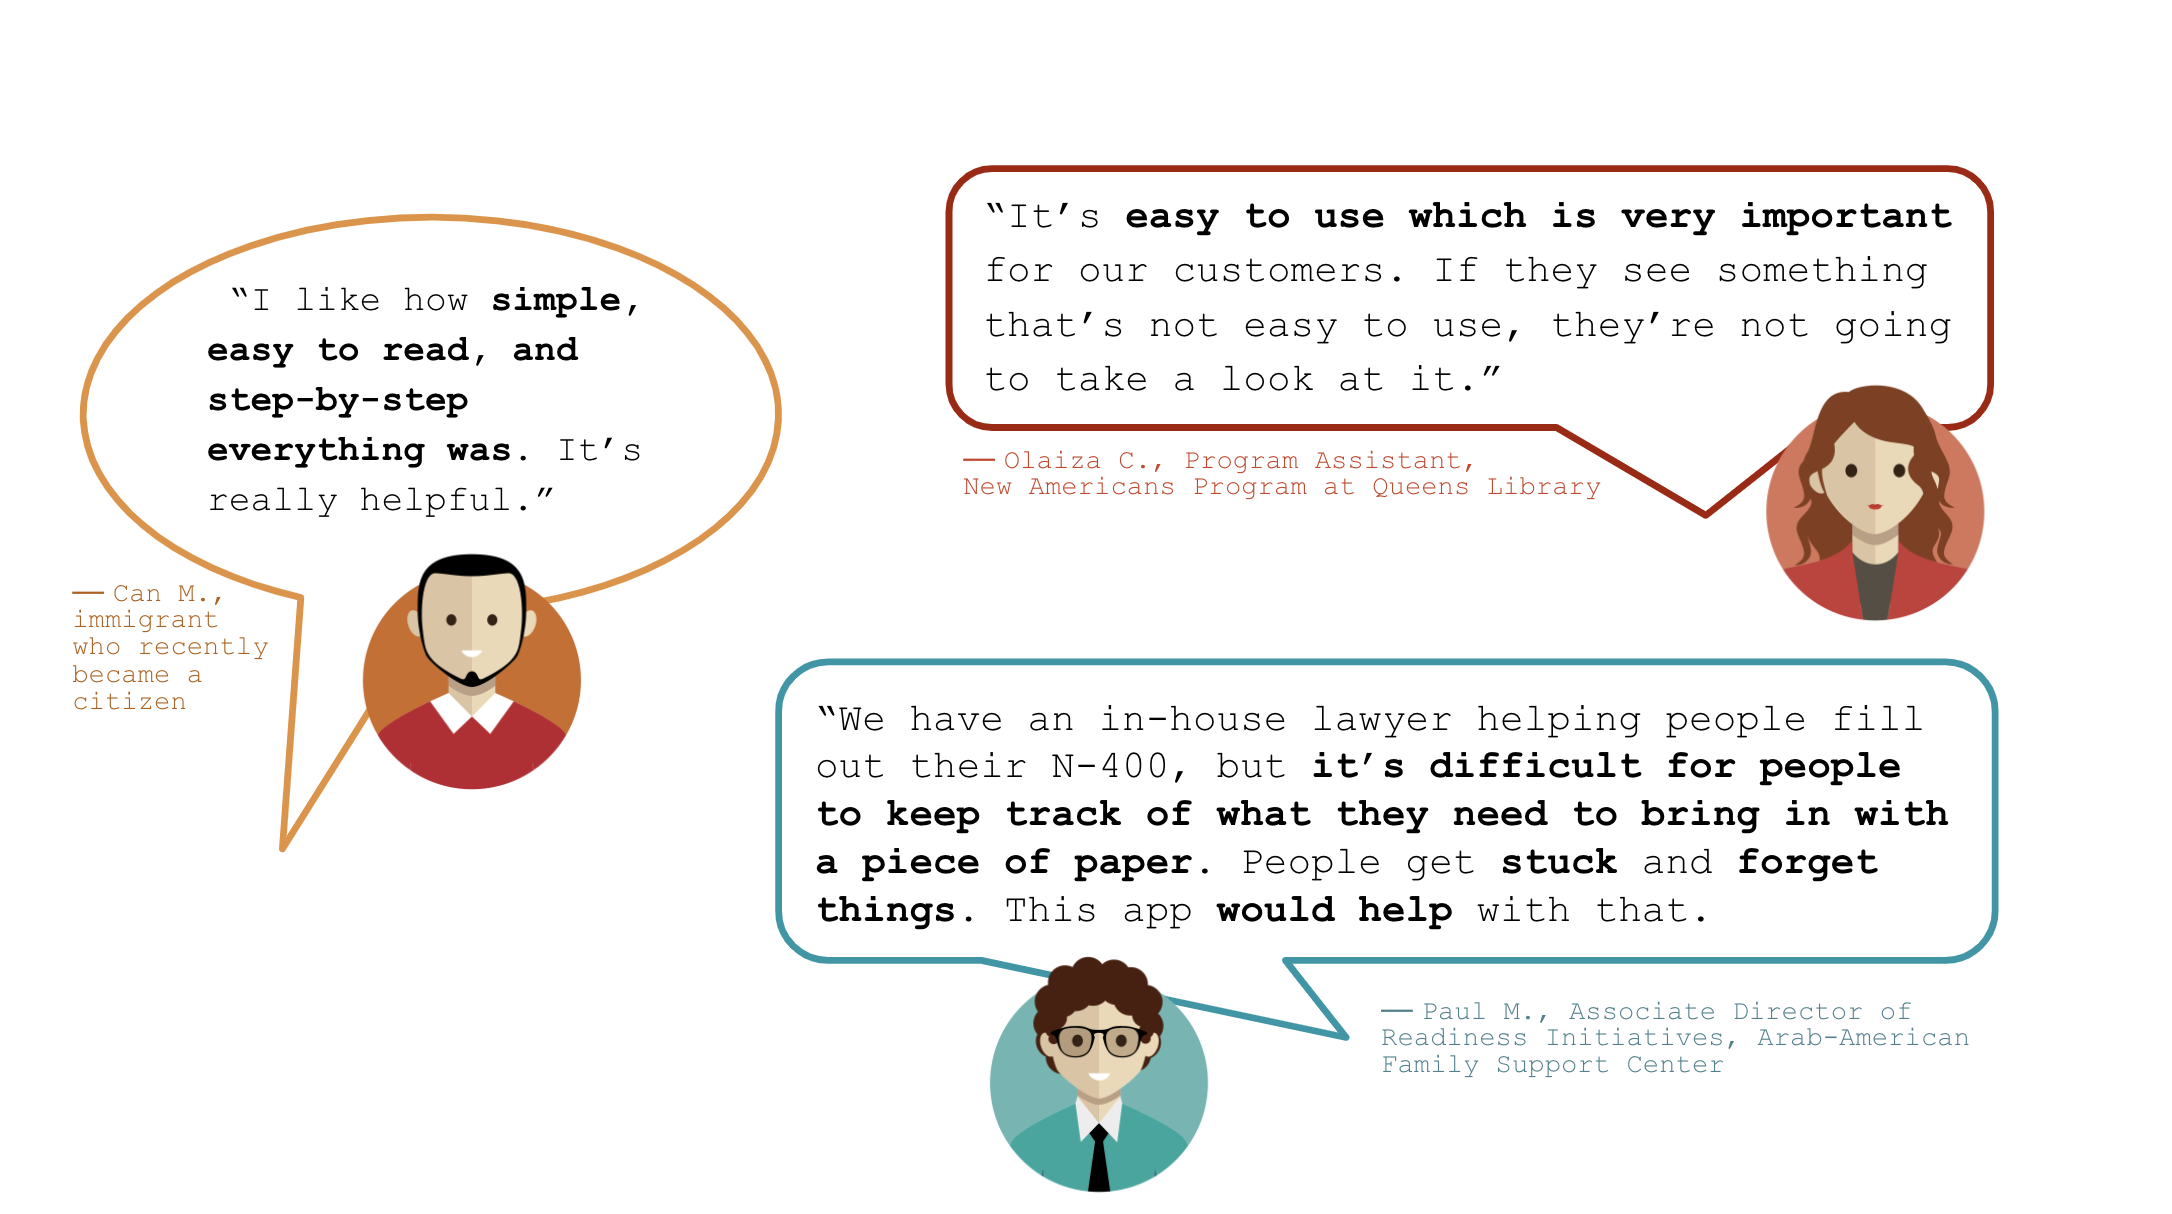 “I like how simple,
easy to read, and
step-by-step
everything was. It’s
really helpful.”
— Can M.,
immigrant
who recently
became a
citizen
“It’s easy to use which is very important
for our customers. If they see something
that’s not easy to use, they’re not going
to take a look at it.”
— Olaiza C., Program Assistant,
New Americans Program at Queens Library
“We have an in-house lawyer helping people fill
out their N-400, but it’s difficult for people
to keep track of what they need to bring in with
a piece of paper. People get stuck and forget
things. This app would help with that.
— Paul M., Associate Director of
Readiness Initiatives, Arab-American
Family Support Center